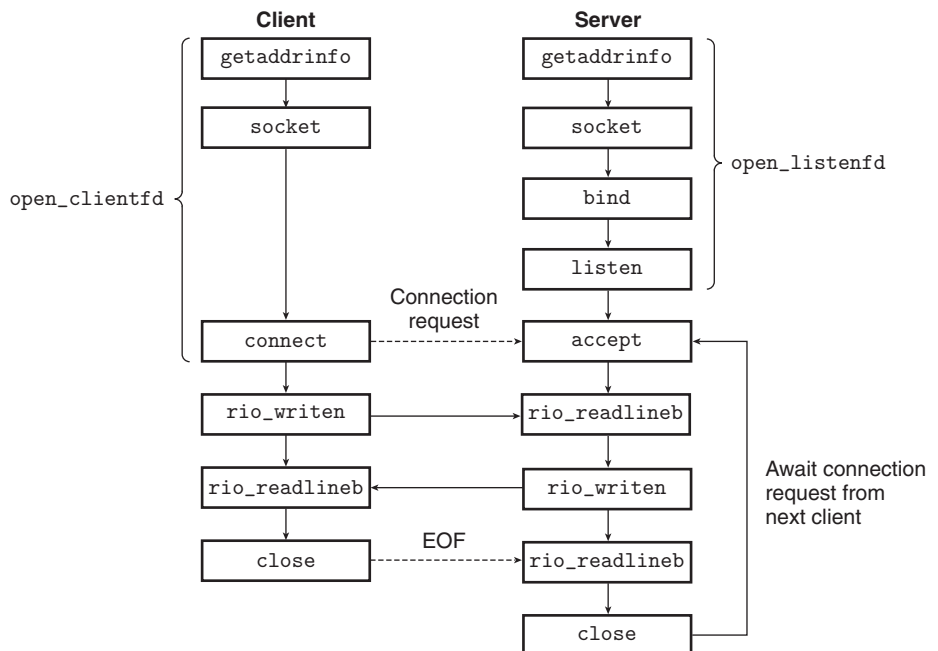 Client
Server
getaddrinfo
getaddrinfo
socket
socket
open_listenfd
open_clientfd
bind
listen
Connection
request
connect
accept
rio_writen
rio_readlineb
Await connection
request from
next client
rio_readlineb
rio_writen
EOF
close
rio_readlineb
close